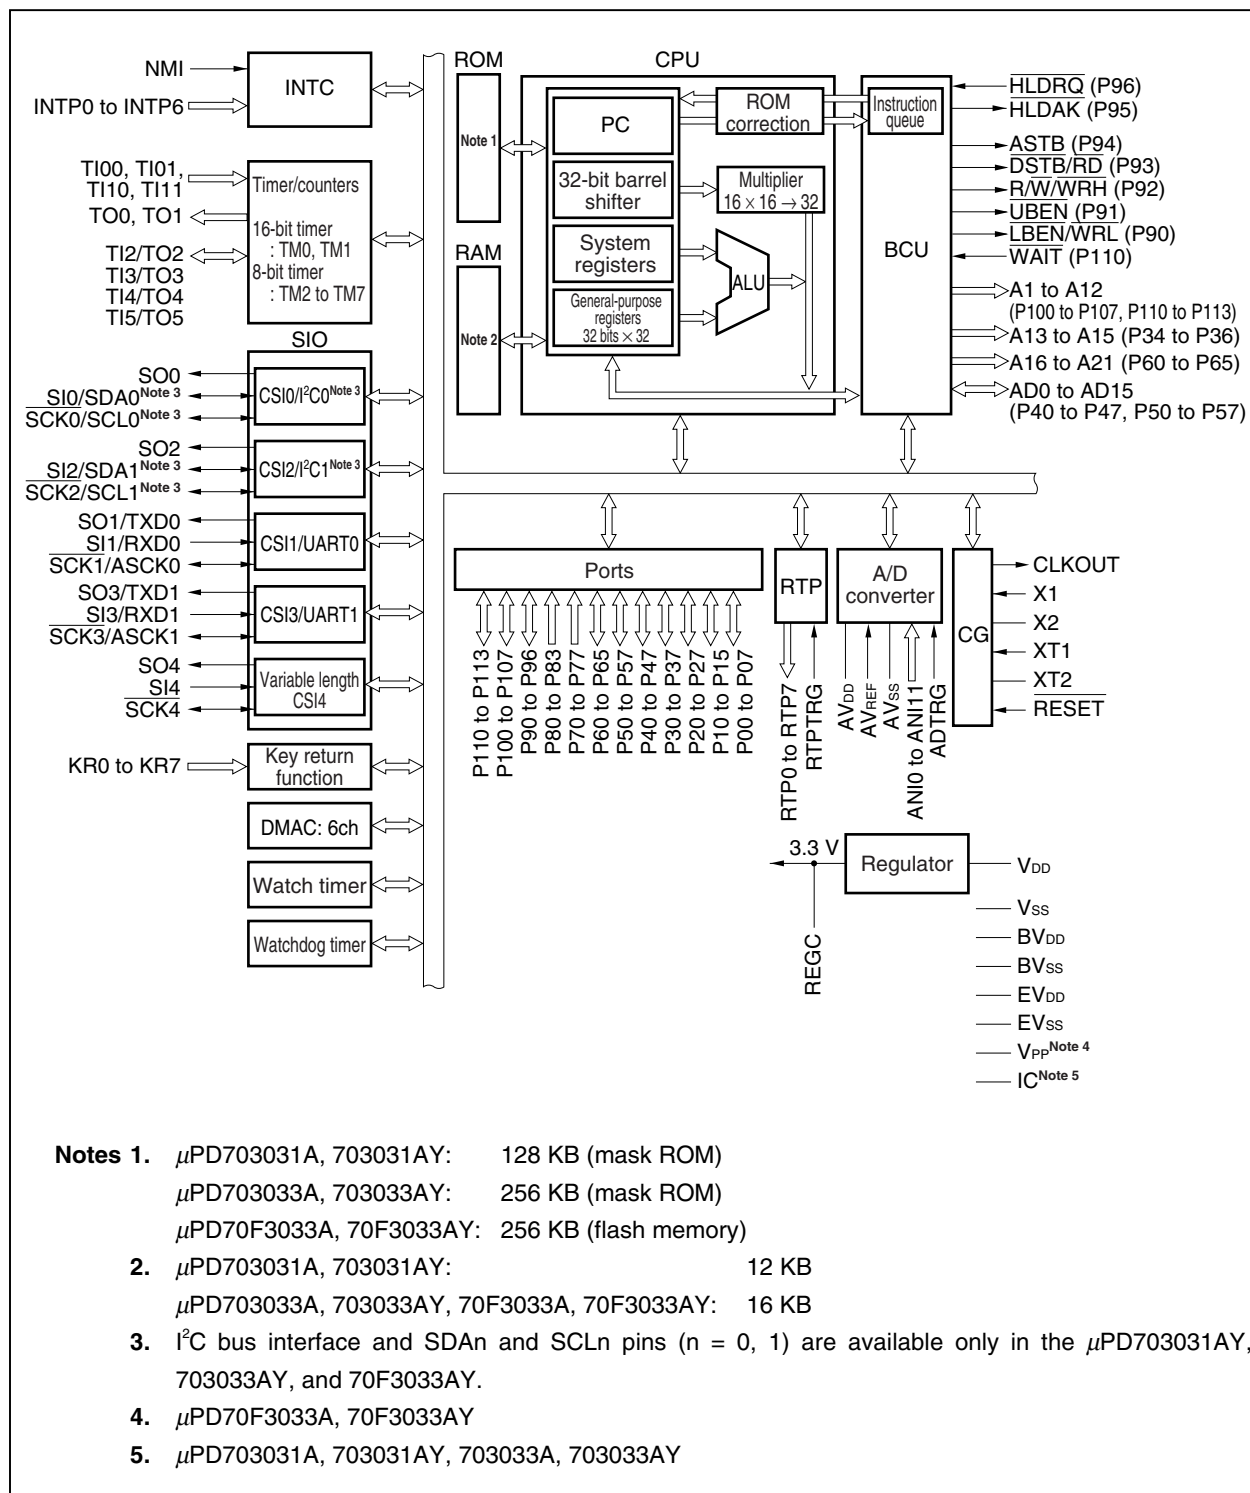 NMI
INTP0 to INTP6
INTC
TI00, TI01,
TI10, TI11
TO0, TO1
TI2/TO2
TI3/TO3
TI4/TO4
TI5/TO5
Timer/counters
16-bit timer
: TM0, TM1
8-bit timer
: TM2 to TM7
SIO
SO0
SI0/SDA0Note 3
SCK0/SCL0Note 3
CSI0/I2C0Note 3
SO2
SI2/SDA1Note 3
SCK2/SCL1Note 3
CSI2/I2C1Note 3
SO1/TXD0
SI1/RXD0
SCK1/ASCK0
CSI1/UART0
SO3/TXD1
SI3/RXD1
SCK3/ASCK1
CSI3/UART1
SO4
SI4
SCK4
Variable length
CSI4
KR0 to KR7
Key return
function
DMAC: 6ch
Watch timer
Watchdog timer
ROM
Note 1
RAM
Note 2
CPU
PC
32-bit barrel
shifter
System
registers
General-purpose
registers
32 bits × 32
ROM
correction
Multiplier
16 × 16 → 32
ALU
Instruction
queue
BCU
HLDRQ (P96)
HLDAK (P95)
ASTB (P94)
DSTB/RD (P93)
R/W/WRH (P92)
UBEN (P91)
LBEN/WRL (P90)
WAIT (P110)
A1 to A12
(P100 to P107, P110 to P113)
A13 to A15 (P34 to P36)
A16 to A21 (P60 to P65)
AD0 to AD15
(P40 to P47, P50 to P57)
Ports
P110 to P113
P100 to P107
P90 to P96
P80 to P83
P70 to P77
P60 to P65
P50 to P57
P40 to P47
P30 to P37
P20 to P27
P10 to P15
P00 to P07
RTP
RTP0 to RTP7
RTPTRG
A/D
converter
AVDD
AVREF
AVSS
ANI0 to ANI11
ADTRG
CG
CLKOUT
X1
X2
XT1
XT2
RESET
3.3 V
Regulator
REGC
VDD
VSS
BVDD
BVSS
EVDD
EVSS
VPPNote 4
ICNote 5
Notes 1. μPD703031A, 703031AY: 128 KB (mask ROM)
μPD703033A, 703033AY: 256 KB (mask ROM)
μPD70F3033A, 70F3033AY: 256 KB (flash memory)
2. μPD703031A, 703031AY: 12 KB
μPD703033A, 703033AY, 70F3033A, 70F3033AY: 16 KB
3. I2C bus interface and SDAn and SCLn pins (n = 0, 1) are available only in the μPD703031AY,
703033AY, and 70F3033AY.
4. μPD70F3033A, 70F3033AY
5. μPD703031A, 703031AY, 703033A, 703033AY